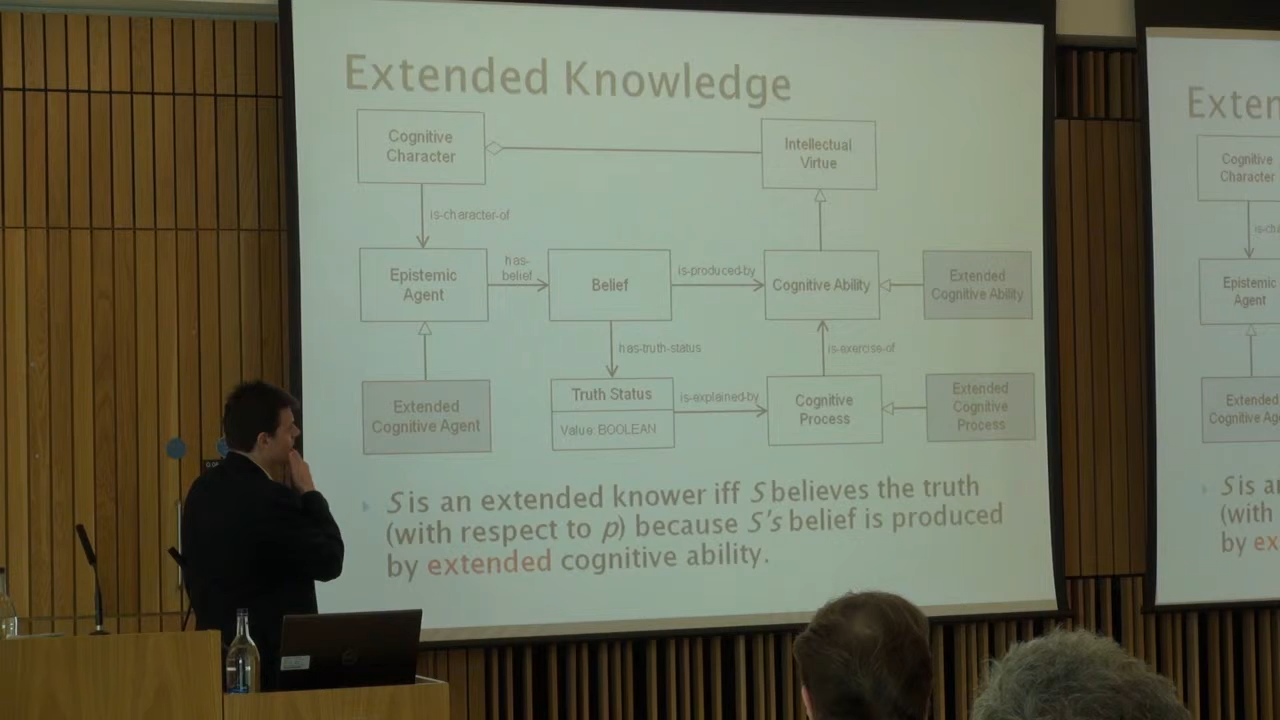 Extended Knowledge
Cognitive
Character
Intellectual
Virtue
is-character-of
Epistemic
Agent
has-
belief
Belief
is-produced-by
Cognitive Ability
Extended
Cognitive Ability
has-truth-status
is-exercise-of
Extended
Cognitive Agent
Truth Status
Value: BOOLEAN
is-explained-by
Cognitive
Process
Extended
Cognitive
Process
S is an extended knower iff S believes the truth
(with respect to p) because S's belief is produced
by extended cognitive ability.
Exten
Cognitive
Character
is-cha
Epistemic
Agent
Extended
Cognitive Age
S is a
(with
by ex